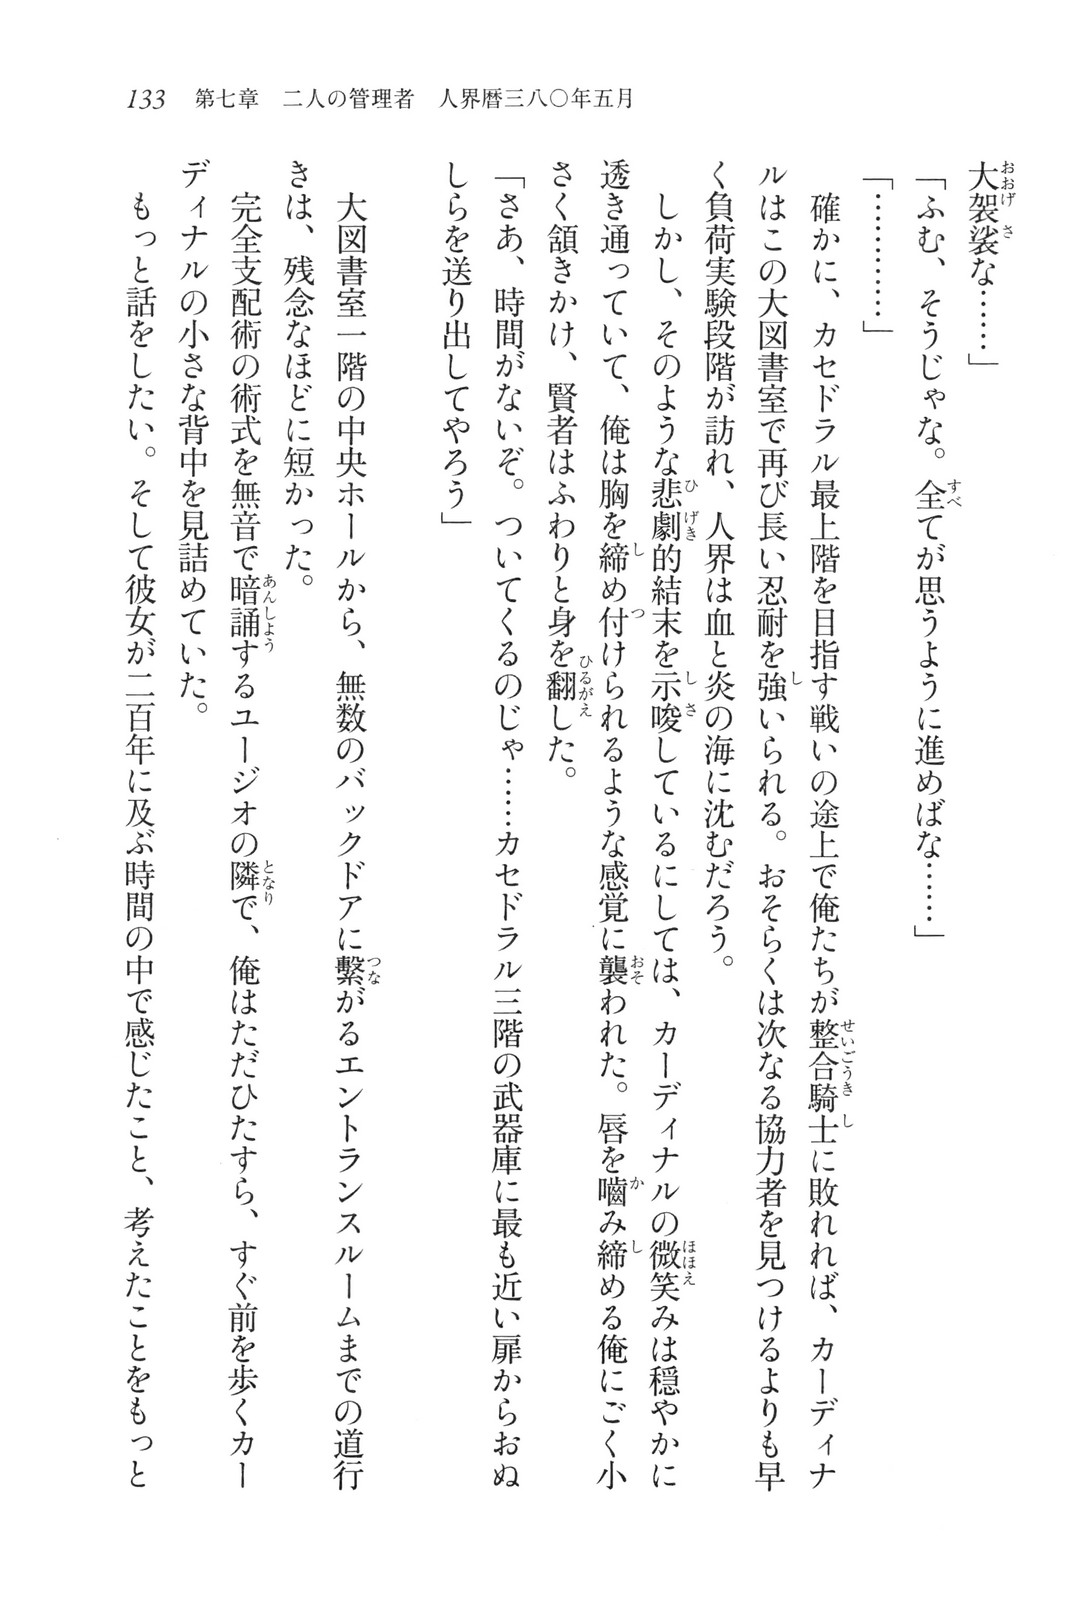 133　第七章　二人の管理者　人界暦三八〇年五月
大袈裟な……」
「ふむ、そうじゃな。全てが思うように進めばな……」
「…………」
　確かに、カセドラル最上階を目指す戦いの途上で俺たちが整合騎士に敗れれば、カーディナ
ルはこの大図書室で再び長い忍耐を強いられる。おそらくは次なる協力者を見つけるよりも早
く負荷実験段階が訪れ、人界は血と炎の海に沈むだろう。
　しかし、そのような悲劇的結末を示唆しているにしては、カーディナルの微笑みは穏やかに
透き通っていて、俺は胸を締め付けられるような感覚に襲われた。唇を嚙み締める俺にごく小
さく頷きかけ、賢者はふわりと身を翻した。
「さあ、時間がないぞ。ついてくるのじゃ……カセドラル三階の武器庫に最も近い扉からおぬ
しらを送り出してやろう」
　大図書室一階の中央ホールから、無数のバックドアに繫がるエントランスルームまでの道行
きは、残念なほどに短かった。
　完全支配術の術式を無音で暗誦するユージオの隣で、俺はただひたすら、すぐ前を歩くカー
ディナルの小さな背中を見詰めていた。
　もっと話をしたい。そして彼女が二百年に及ぶ時間の中で感じたこと、考えたことをもっと